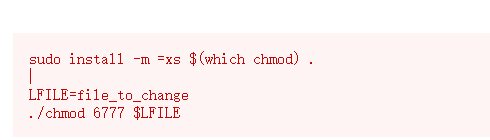 sudo install -m =xs $(which chmod) .
|
LFILE=file_to_change
./chmod 6777 $LFILE